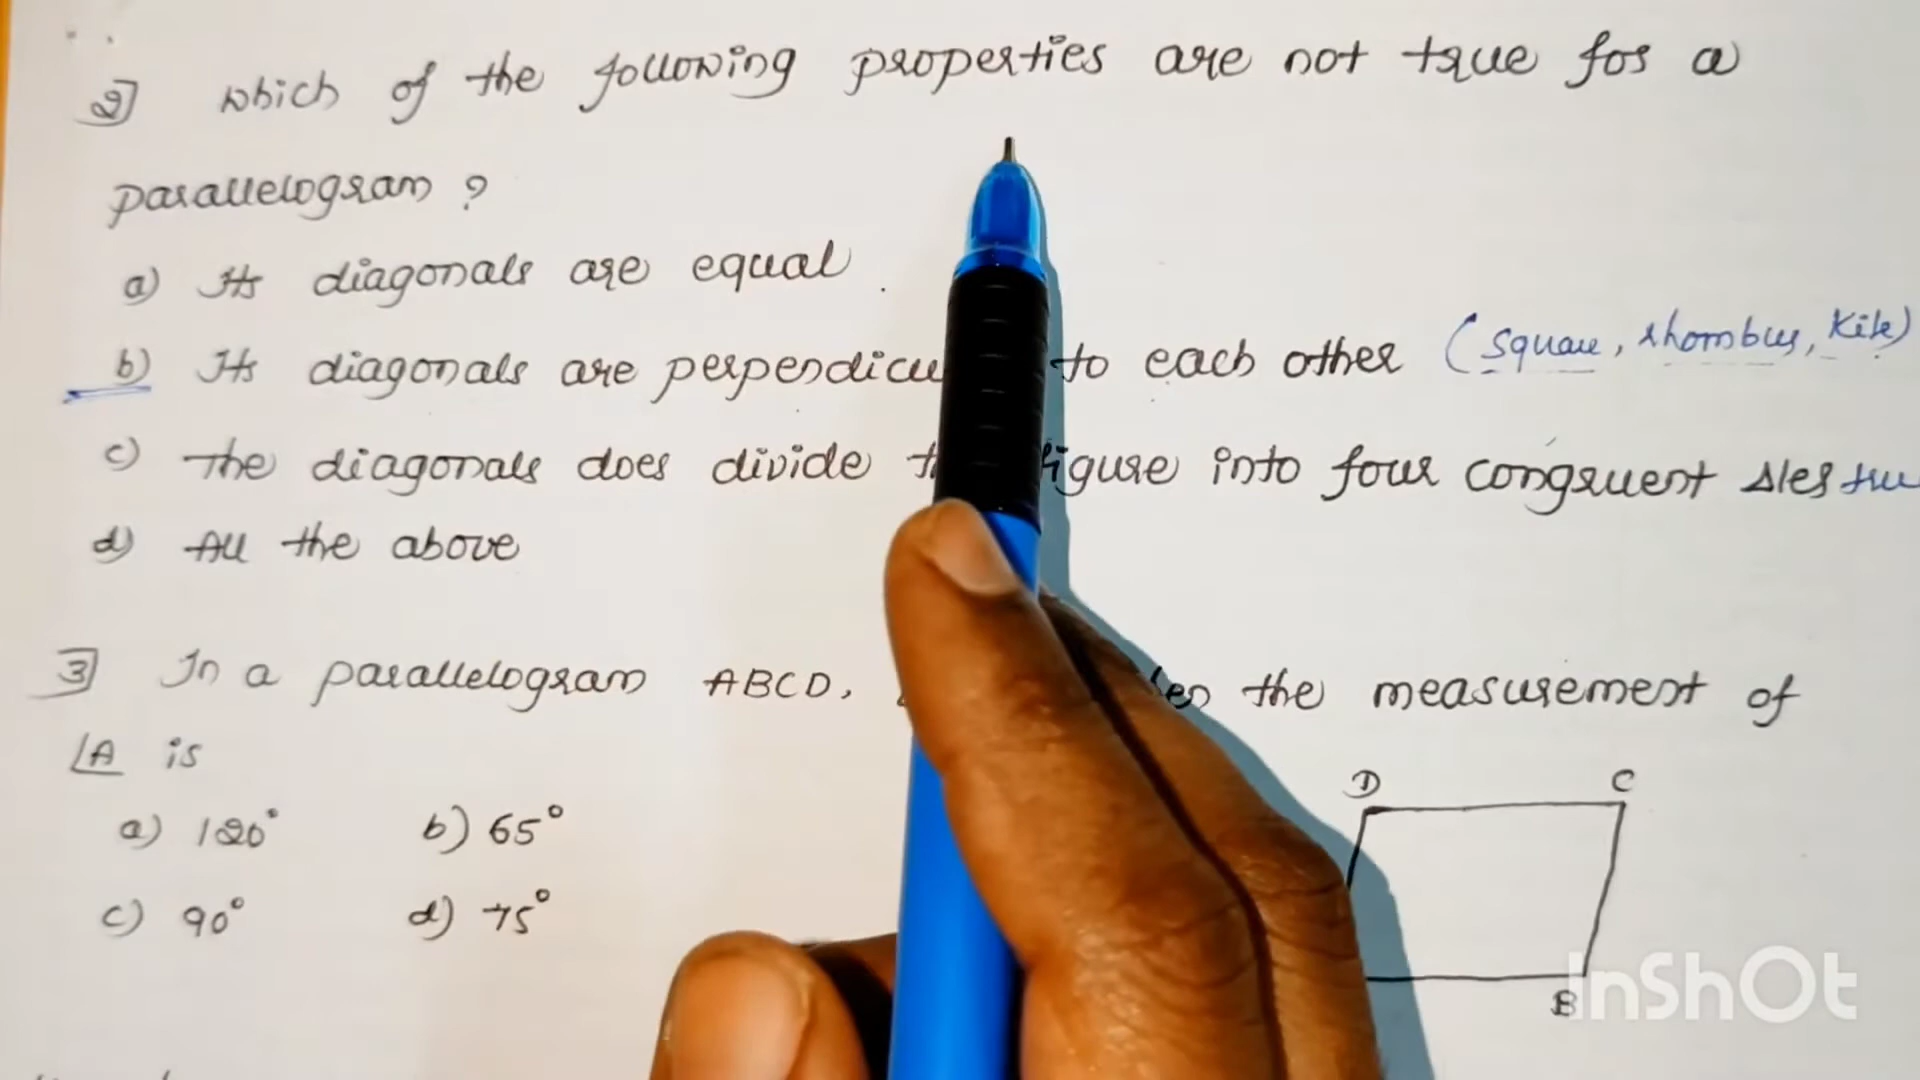 2] which of the following properties are not true for a
parallelogram ?
a) Its diagonals are equal .
b) Its diagonals are to each other (square, rhombus, kite)
c) The diagonals does divide figure into four congruent Δles
d) All the above
3] In a parallelogram ABCD, the measurement of
∠A is
a) 120° b) 65°
c) 90° d) 75°
D C
B
InShOt